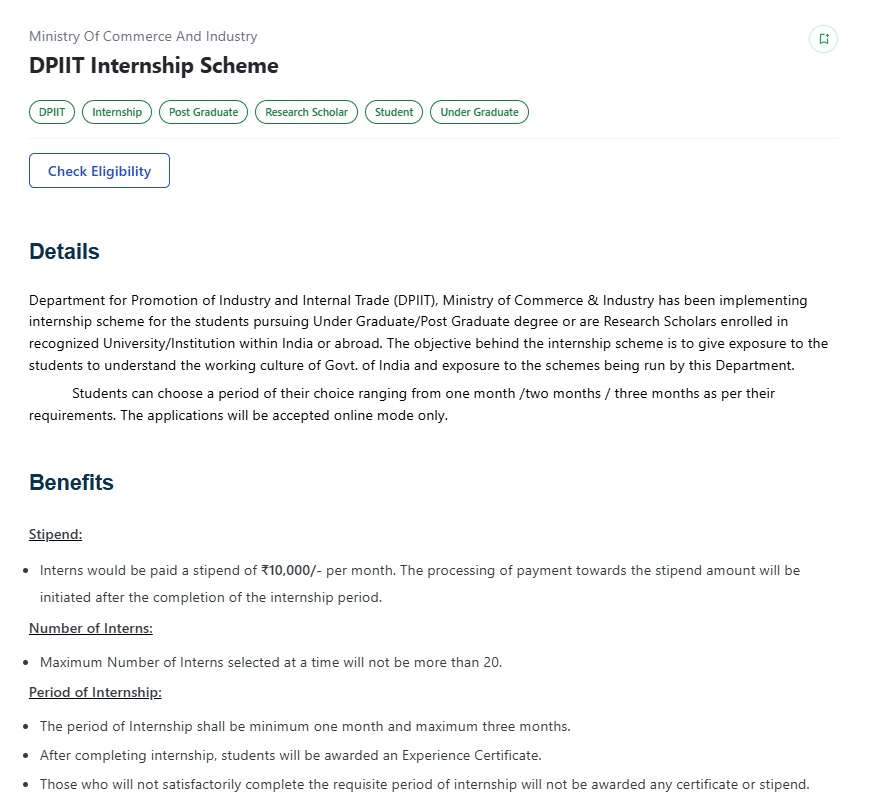 Ministry Of Commerce And Industry
DPIIT Internship Scheme
DPIIT
Internship
Post Graduate
Research Scholar
Student
Under Graduate
Check Eligibility
Details
Department for Promotion of Industry and Internal Trade (DPIIT), Ministry of Commerce & Industry has been implementing
internship scheme for the students pursuing Under Graduate/Post Graduate degree or are Research Scholars enrolled in
recognized University/Institution within India or abroad. The objective behind the internship scheme is to give exposure to the
students to understand the working culture of Govt. of India and exposure to the schemes being run by this Department.
Students can choose a period of their choice ranging from one month /two months / three months as per their
requirements. The applications will be accepted online mode only.
Benefits
Stipend:
• Interns would be paid a stipend of ₹10,000/- per month. The processing of payment towards the stipend amount will be
initiated after the completion of the internship period.
Number of Interns:
• Maximum Number of Interns selected at a time will not be more than 20.
Period of Internship:
• The period of Internship shall be minimum one month and maximum three months.
• After completing internship, students will be awarded an Experience Certificate.
• Those who will not satisfactorily complete the requisite period of internship will not be awarded any certificate or stipend.